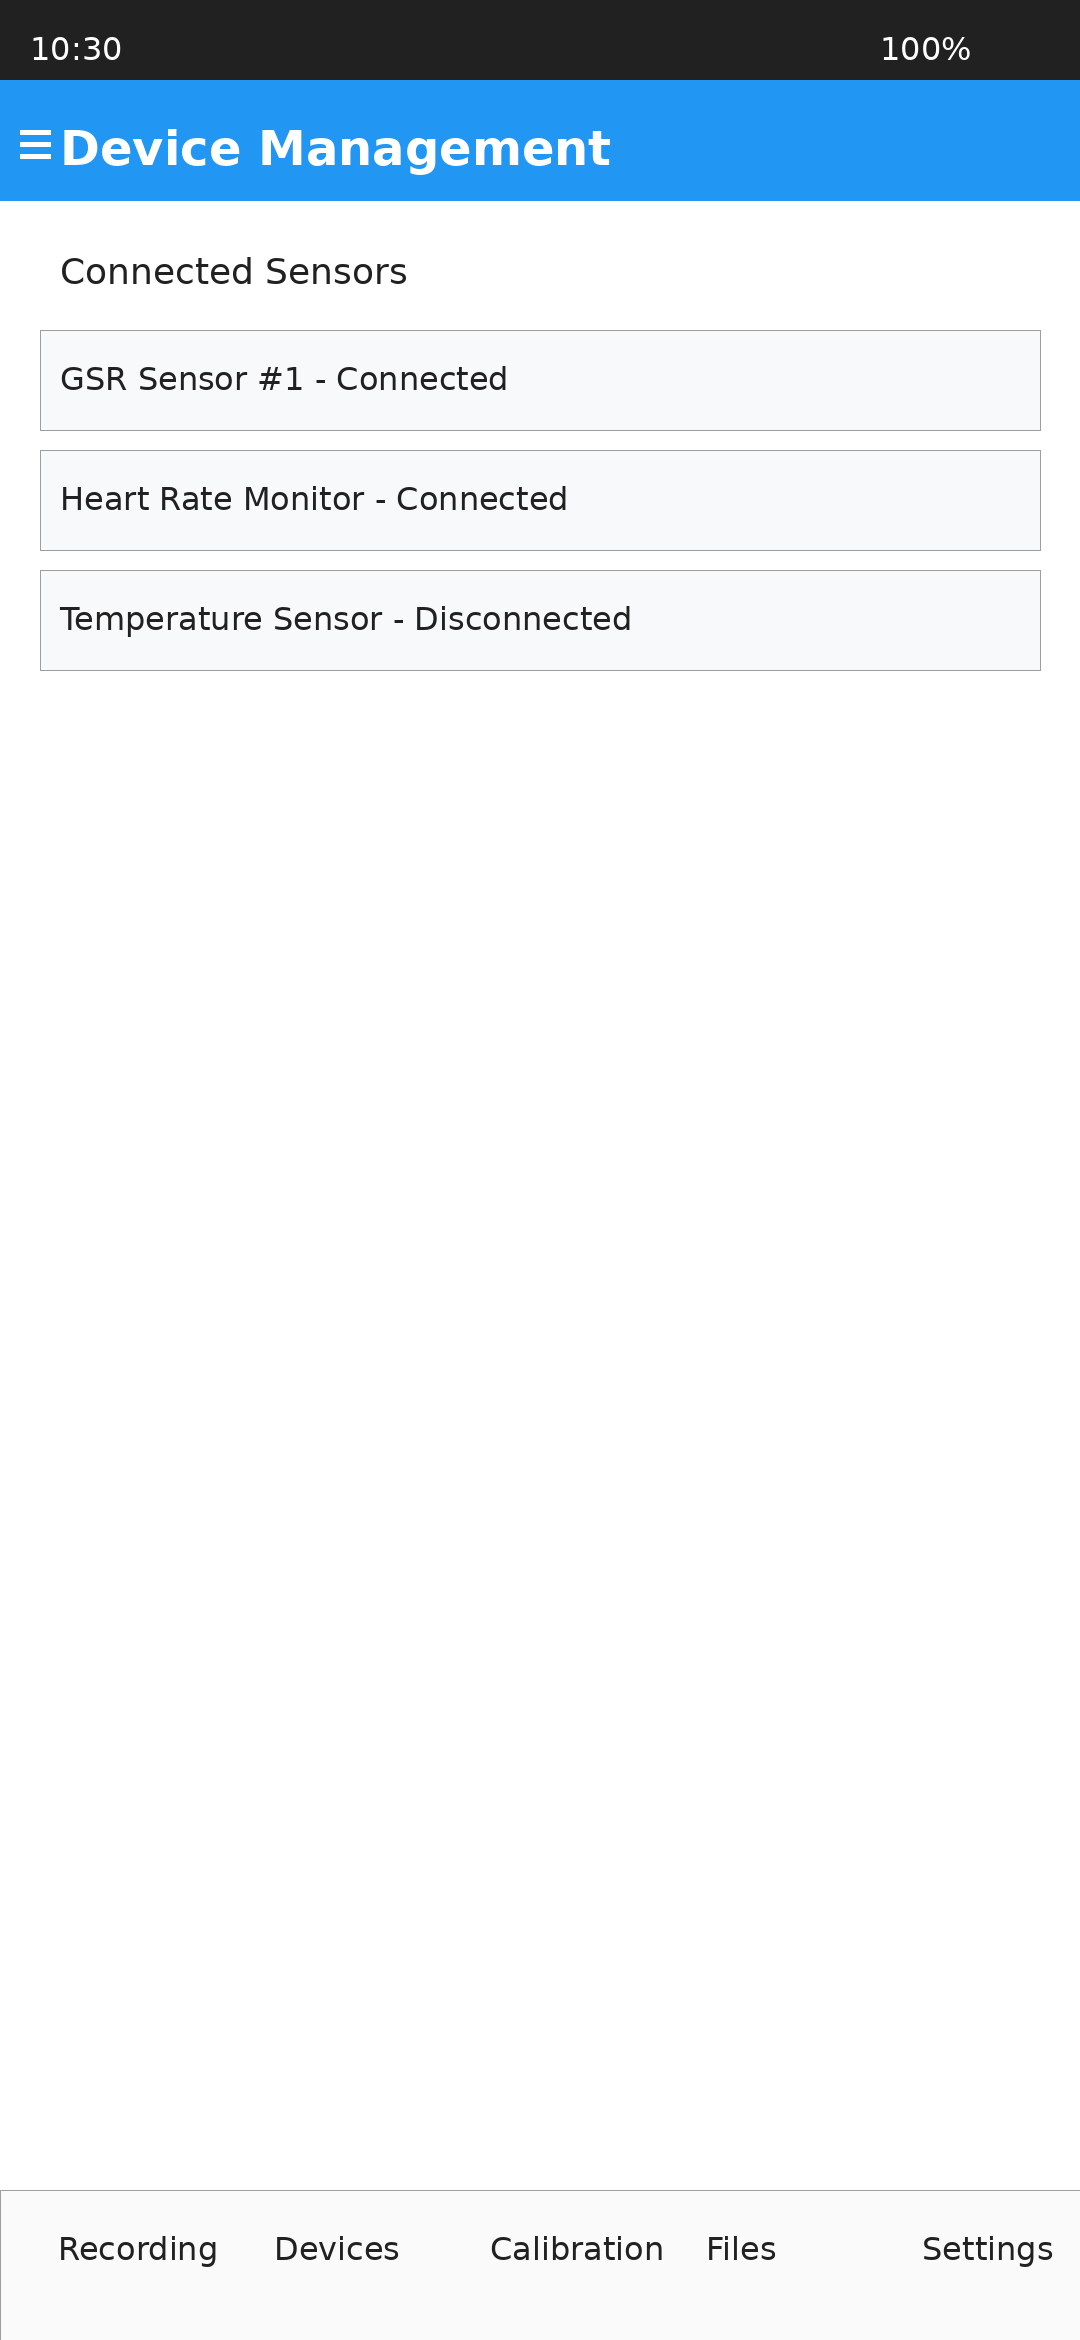 10:30 100%
Device Management
Connected Sensors
GSR Sensor #1 - Connected
Heart Rate Monitor - Connected
Temperature Sensor - Disconnected
Recording Devices Calibration Files Settings